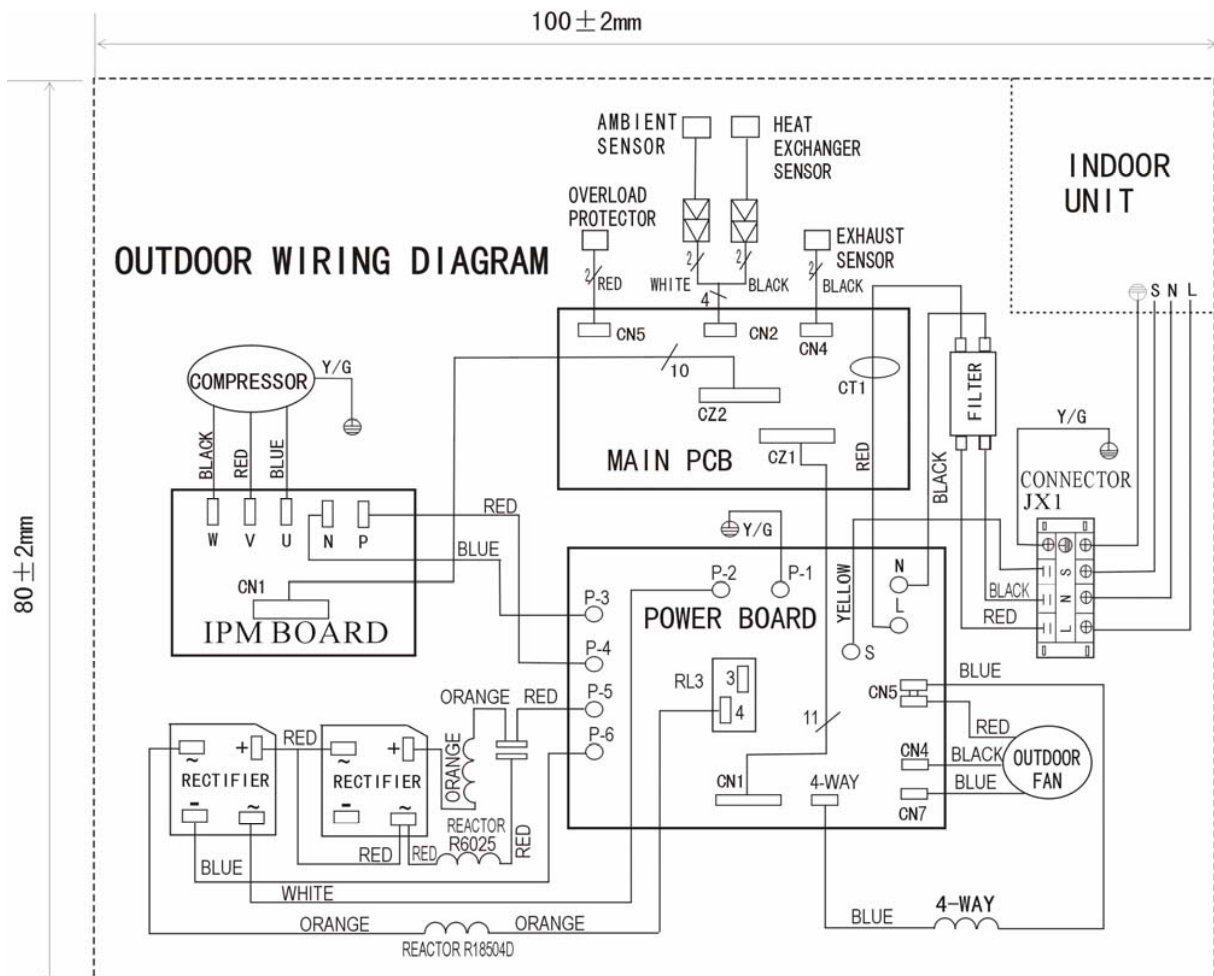 100±2mm
80±2mm
OUTDOOR WIRING DIAGRAM
AMBIENT
SENSOR
HEAT
EXCHANGER
SENSOR
OVERLOAD
PROTECTOR
EXHAUST
SENSOR
INDOOR
UNIT
2
RED
2
WHITE
2
BLACK
4
2
BLACK
S N L
CN5
CN2
CN4
10
CZ2
CT1
CZ1
MAIN PCB
RED
BLACK
FILTER
Y/G
CONNECTOR
JX1
S
N
L
BLACK
RED
COMPRESSOR
Y/G
BLACK
RED
BLUE
W V U N P
CN1
IPM BOARD
RED
BLUE
Y/G
P-2
P-1
P-3
P-4
P-5
P-6
POWER BOARD
YELLOW
N
L
S
RL3
3
4
11
CN5
CN4
CN7
CN1
4-WAY
BLUE
RED
BLACK
BLUE
OUTDOOR
FAN
ORANGE
RED
~
+
RECTIFIER
-
~
RED
~
+
RECTIFIER
-
~
ORANGE
REACTOR
R6025
RED
RED
RED
BLUE
WHITE
ORANGE
ORANGE
REACTOR R18504D
BLUE
4-WAY